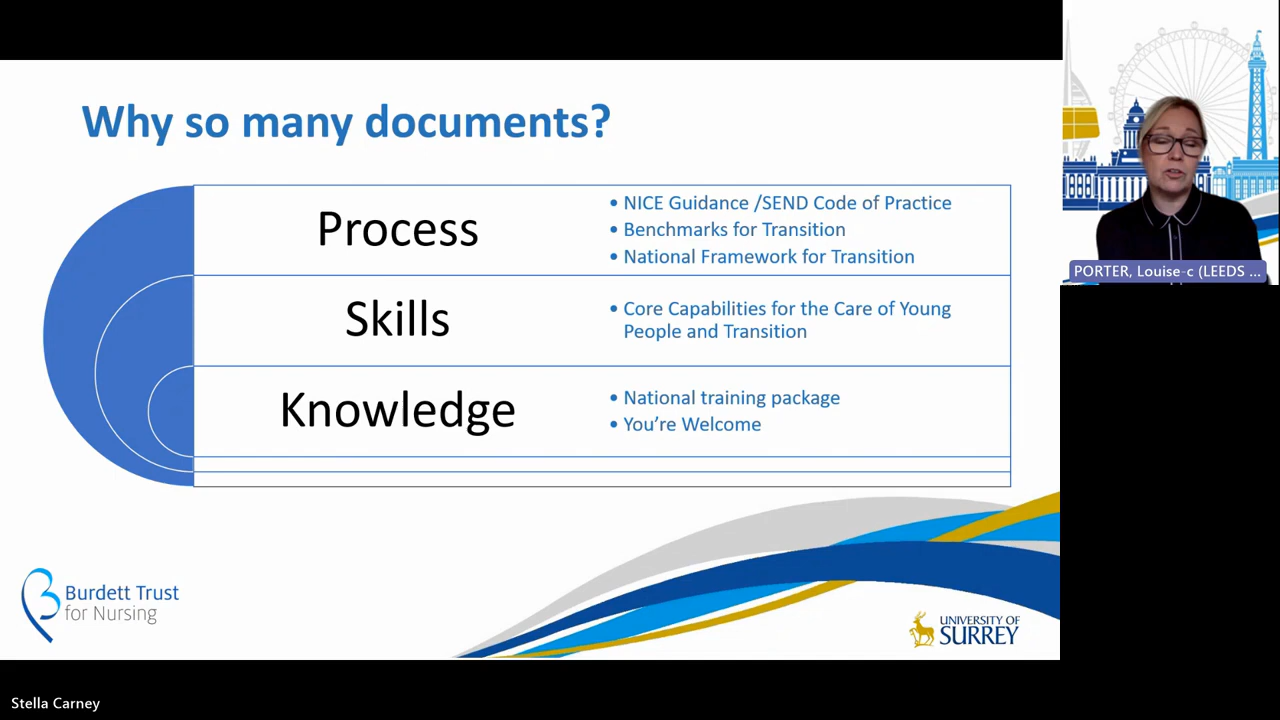 Why so many documents?
Process
• NICE Guidance /SEND Code of Practice
• Benchmarks for Transition
• National Framework for Transition
Skills
• Core Capabilities for the Care of Young
People and Transition
Knowledge
• National training package
• You’re Welcome
Burdett Trust
for Nursing
UNIVERSITY OF
SURREY
PORTER, Louise-c (LEEDS ...
Stella Carney